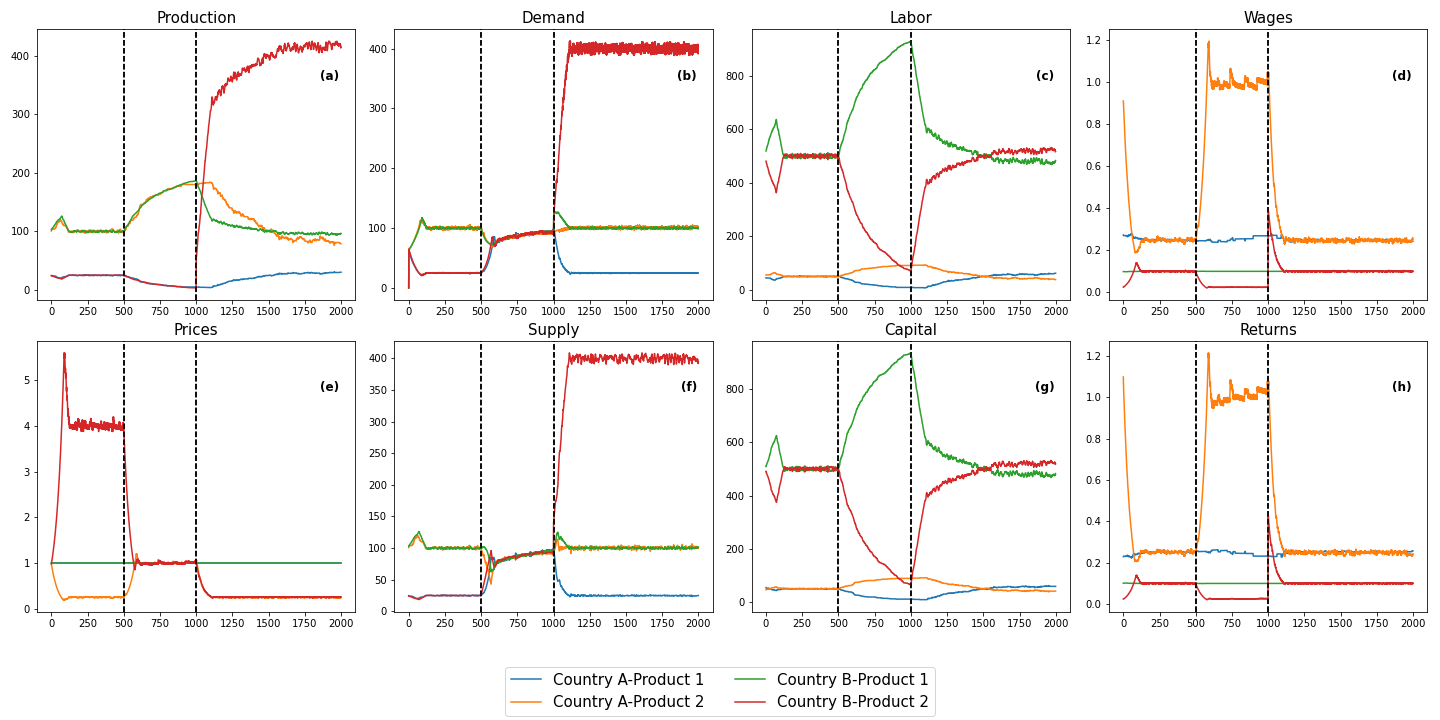 Production Demand Labor Wages
400 300 200 100 0
(a)
0 250 500 750 1000 1250 1500 1750 2000
400 300 200 100 0
(b)
0 250 500 750 1000 1250 1500 1750 2000
800 600 400 200 0
(c)
0 250 500 750 1000 1250 1500 1750 2000
1.2 1.0 0.8 0.6 0.4 0.2 0.0
(d)
0 250 500 750 1000 1250 1500 1750 2000
Prices Supply Capital Returns
5 4 3 2 1 0
(e)
0 250 500 750 1000 1250 1500 1750 2000
400 350 300 250 200 150 100 50 0
(f)
0 250 500 750 1000 1250 1500 1750 2000
800 600 400 200 0
(g)
0 250 500 750 1000 1250 1500 1750 2000
1.2 1.0 0.8 0.6 0.4 0.2 0.0
(h)
0 250 500 750 1000 1250 1500 1750 2000
Country A-Product 1 Country B-Product 1
Country A-Product 2 Country B-Product 2